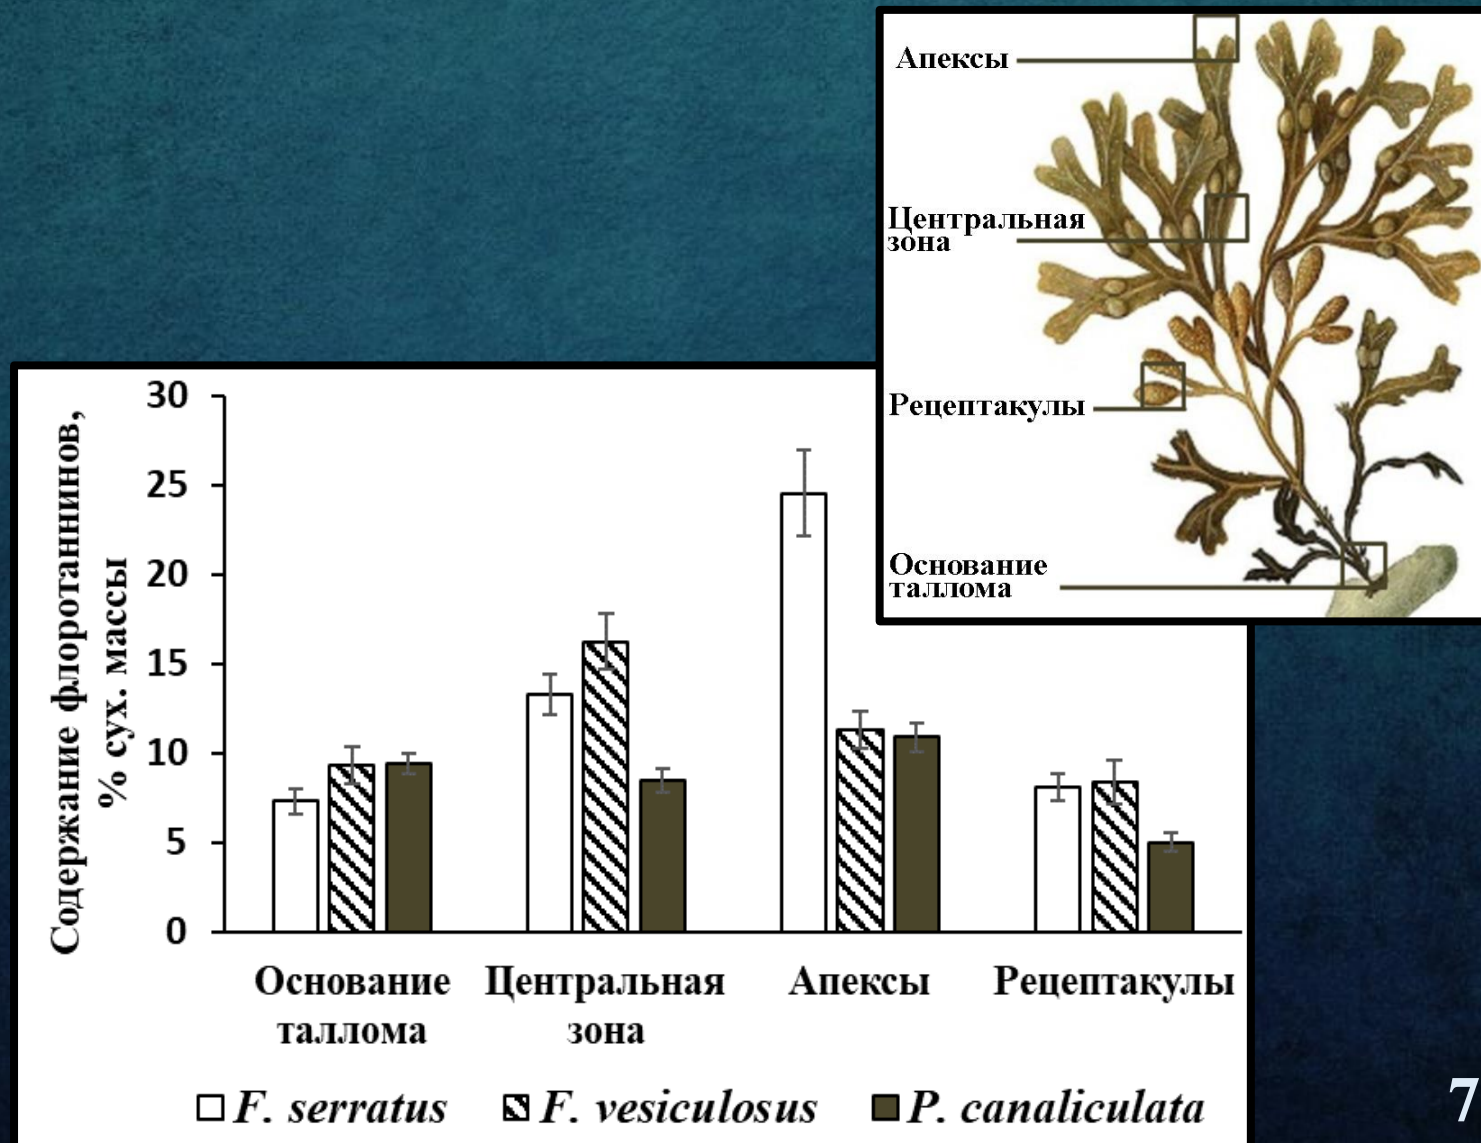 Апексы
Центральная
зона
Рецептакулы
Основание
таллома
Содержание флоротаннинов,
% сух. массы
30
25
20
15
10
5
0
Основание
таллома
Центральная
зона
Апексы
Рецептакулы
F. serratus
F. vesiculosus
P. canaliculata
7